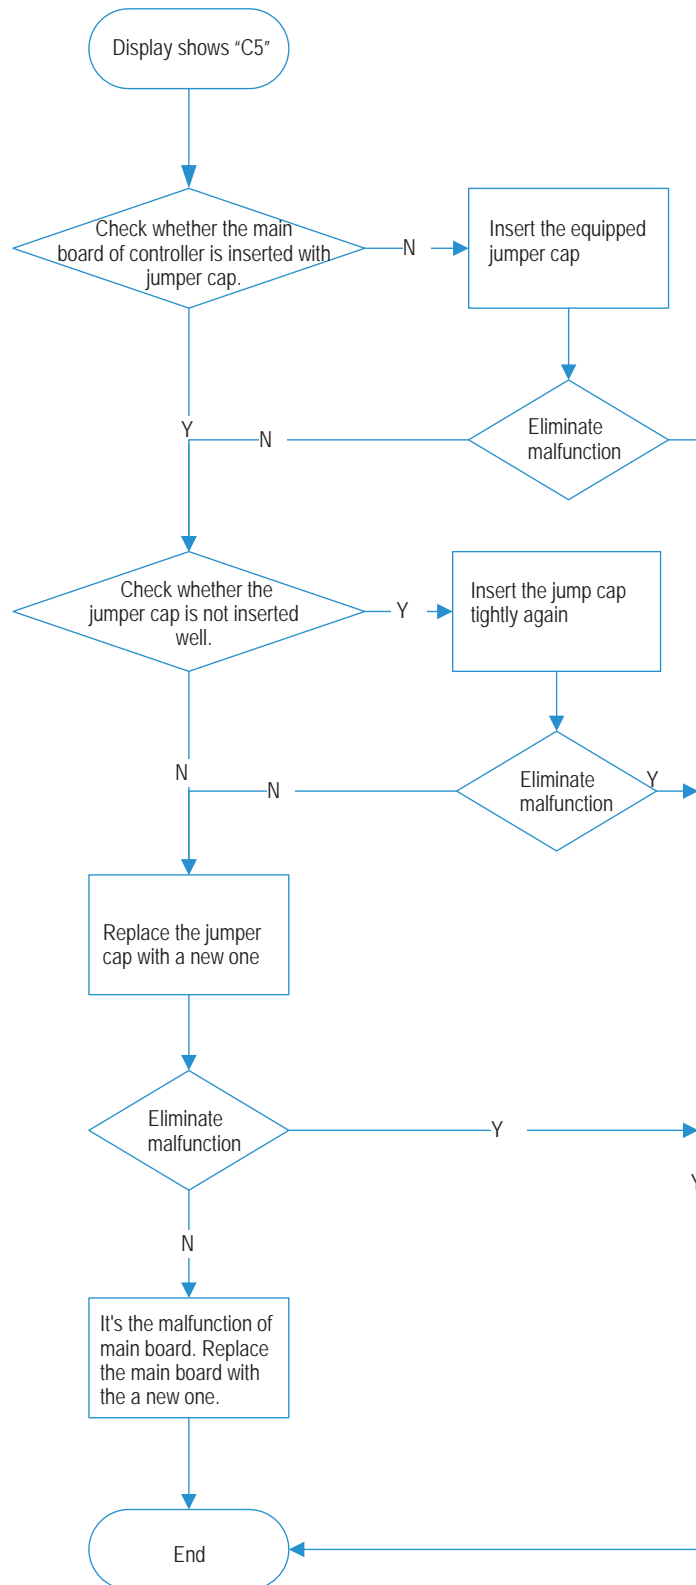 Display shows “C5”
Check whether the main
board of controller is inserted with
jumper cap.
N
Insert the equipped
jumper cap
Y
N
Eliminate
malfunction
Check whether the
jumper cap is not inserted
well.
Y
Insert the jump cap
tightly again
N
N
Eliminate
malfunction
Y
Replace the jumper
cap with a new one
Eliminate
malfunction
Y
Y
N
It's the malfunction of
main board. Replace
the main board with
the a new one.
End